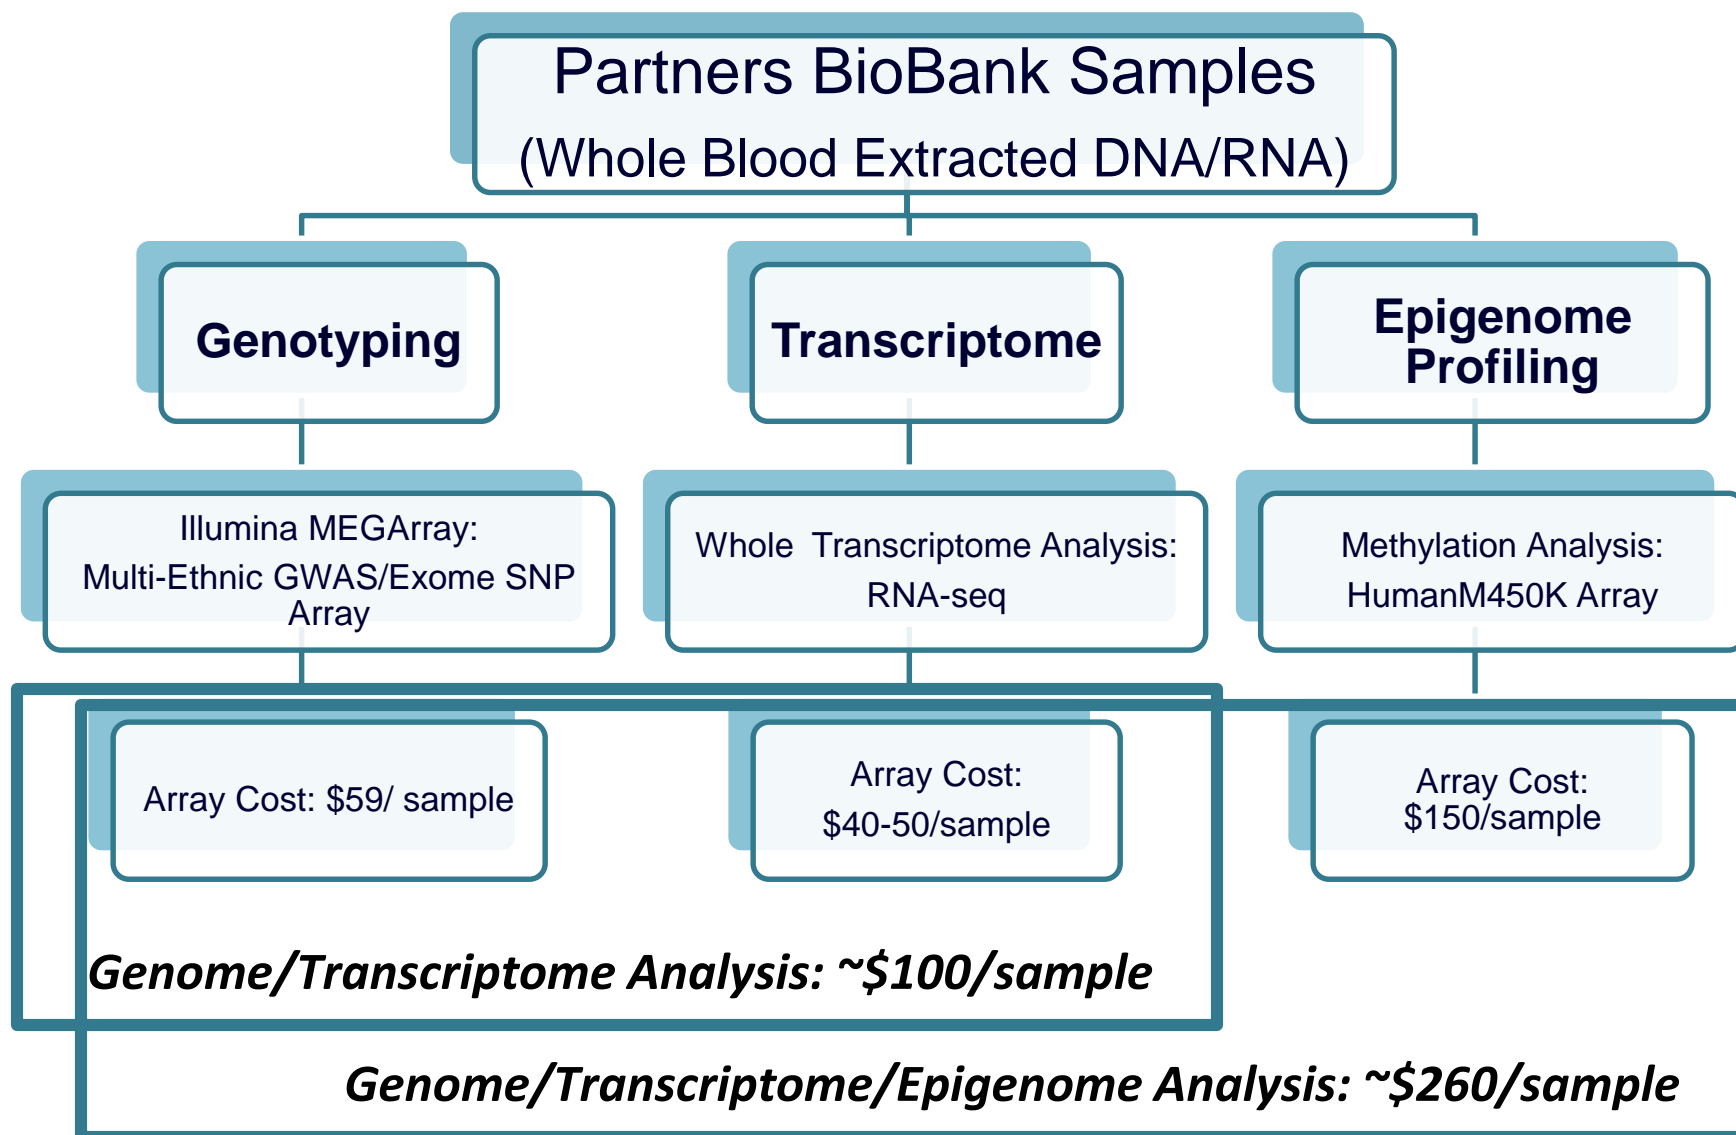 Partners BioBank Samples
(Whole Blood Extracted DNA/RNA)
Genotyping
Transcriptome
Epigenome
Profiling
Illumina MEGArray:
Multi-Ethnic GWAS/Exome SNP
Array
Whole Transcriptome Analysis:
RNA-seq
Methylation Analysis:
HumanM450K Array
Array Cost: $59/ sample
Array Cost:
$40-50/sample
Array Cost:
$150/sample
Genome/Transcriptome Analysis: ~$100/sample
Genome/Transcriptome/Epigenome Analysis: ~$260/sample